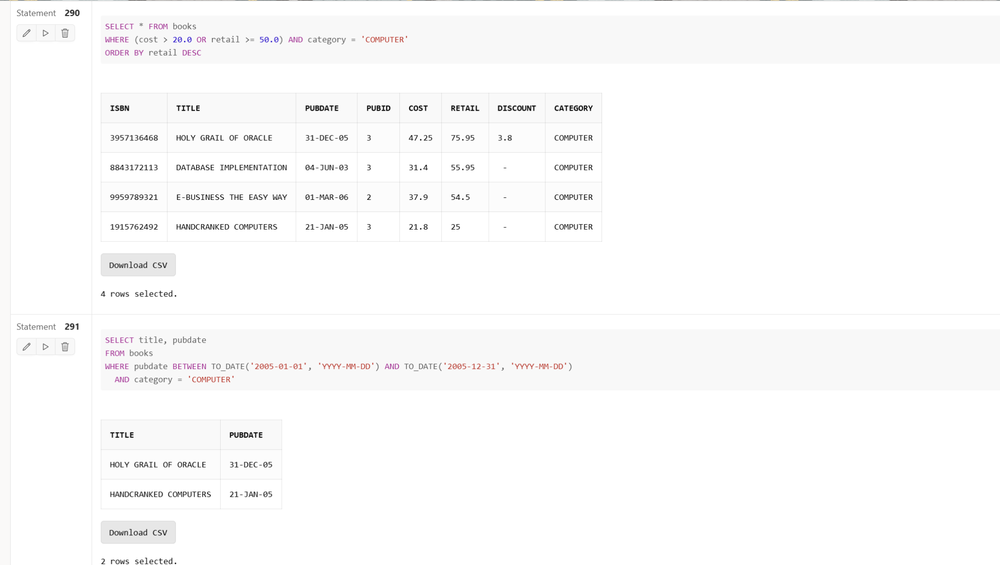 Statement 290
SELECT * FROM books
WHERE (cost > 20.0 OR retail >= 50.0) AND category = 'COMPUTER'
ORDER BY retail DESC
ISBN TITLE PUBDATE PUBID COST RETAIL DISCOUNT CATEGORY
3957136468 HOLY GRAIL OF ORACLE 31-DEC-05 3 47.25 75.95 3.8 COMPUTER
8843172113 DATABASE IMPLEMENTATION 04-JUN-03 3 31.4 55.95 - COMPUTER
9959789321 E-BUSINESS THE EASY WAY 01-MAR-06 2 37.9 54.5 - COMPUTER
1915762492 HANDCRANKED COMPUTERS 21-JAN-05 3 21.8 25 - COMPUTER
Download CSV
4 rows selected.
Statement 291
SELECT title, pubdate
FROM books
WHERE pubdate BETWEEN TO_DATE('2005-01-01', 'YYYY-MM-DD') AND TO_DATE('2005-12-31', 'YYYY-MM-DD')
AND category = 'COMPUTER'
TITLE PUBDATE
HOLY GRAIL OF ORACLE 31-DEC-05
HANDCRANKED COMPUTERS 21-JAN-05
Download CSV
2 rows selected.